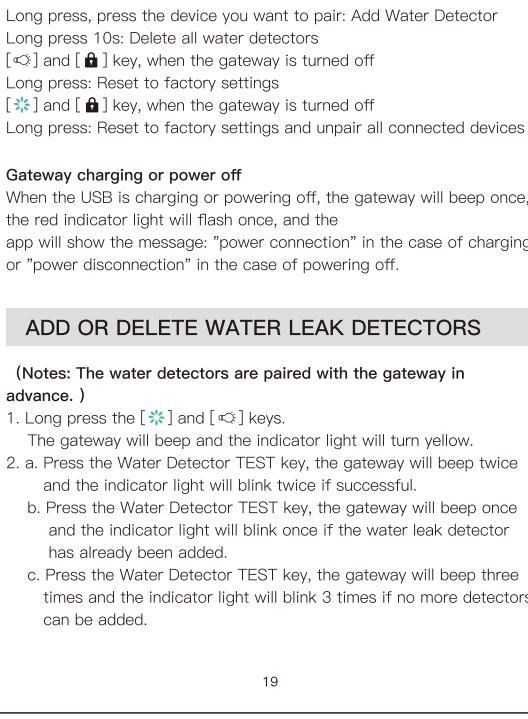 Long press, press the device you want to pair: Add Water Detector
Long press 10s: Delete all water detectors
[ ] and [ ] key, when the gateway is turned off
Long press: Reset to factory settings
[ ] and [ ] key, when the gateway is turned off
Long press: Reset to factory settings and unpair all connected devices
Gateway charging or power off
When the USB is charging or powering off, the gateway will beep once,
the red indicator light will flash once, and the
app will show the message: ”power connection” in the case of charging
or ”power disconnection” in the case of powering off.
ADD OR DELETE WATER LEAK DETECTORS
(Notes: The water detectors are paired with the gateway in
advance. )
1. Long press the [ ] and [ ] keys.
The gateway will beep and the indicator light will turn yellow.
2. a. Press the Water Detector TEST key, the gateway will beep twice
and the indicator light will blink twice if successful.
b. Press the Water Detector TEST key, the gateway will beep once
and the indicator light will blink once if the water leak detector
has already been added.
c. Press the Water Detector TEST key, the gateway will beep three
times and the indicator light will blink 3 times if no more detectors
can be added.
19